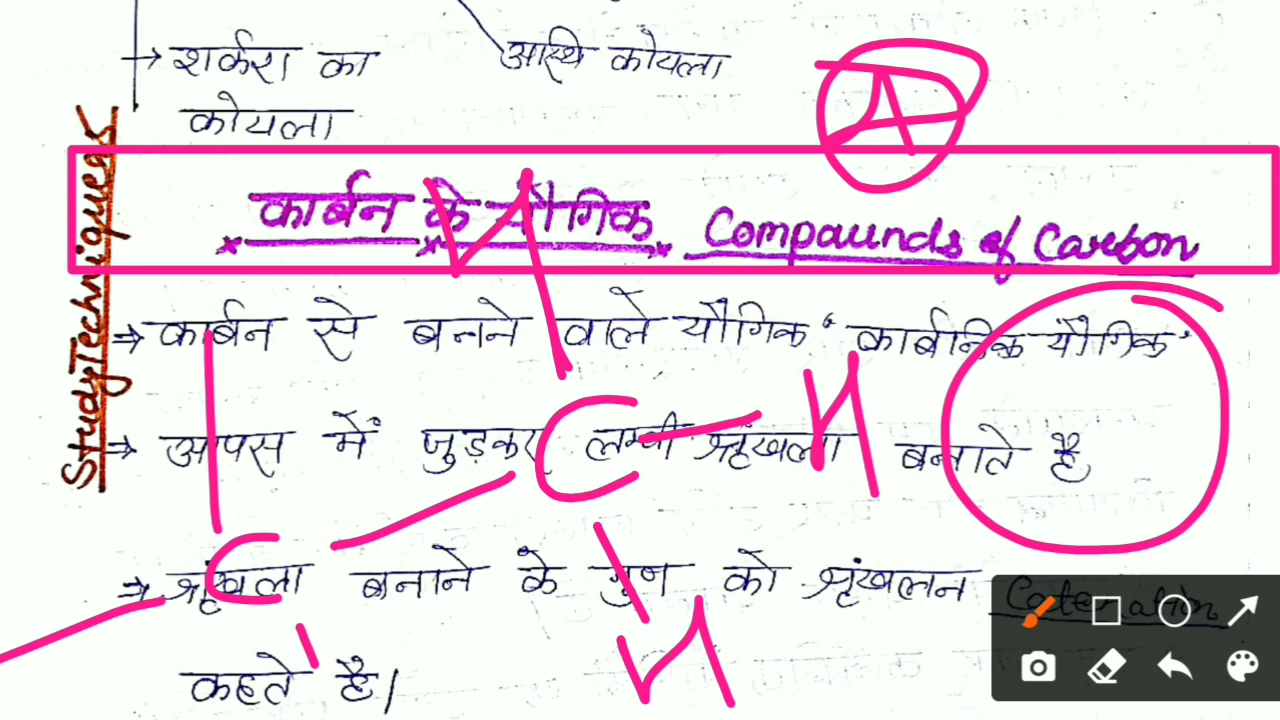 → शर्करा का अस्थि कोयला
कोयला
A
StudyTechniques
कार्बन के यौगिक Compaunds of Carbon
⇒ कार्बन से बनने वाले यौगिक 'कार्बनिक यौगिक'
⇒ आपस में जुड़कर लम्बी श्रृंखला बनाते है
⇒ श्रृंखला बनाने के गुण को श्रृंखलन Catenation
कहते है।
H
C
H
C
H